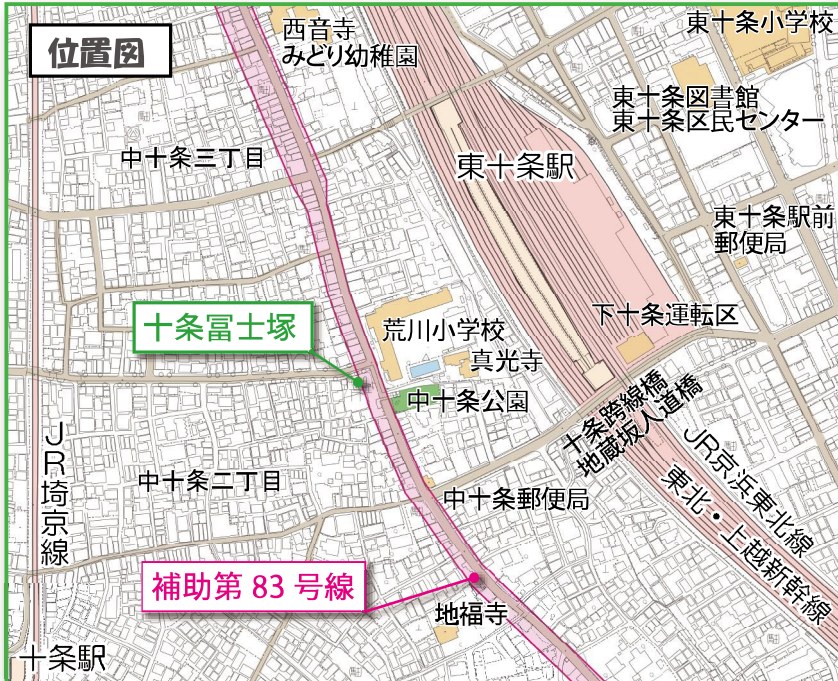 位置図
西音寺
みどり幼稚園
東十条小学校
東十条図書館
東十条区民センター
中十条三丁目
東十条駅
東十条駅前
郵便局
十条冨士塚
荒川小学校
下十条運転区
真光寺
中十条公園
十条跨線橋
地蔵坂人道橋
JR埼京線
JR京浜東北線
東北・上越新幹線
中十条二丁目
中十条郵便局
補助第 83 号線
地福寺
十条駅